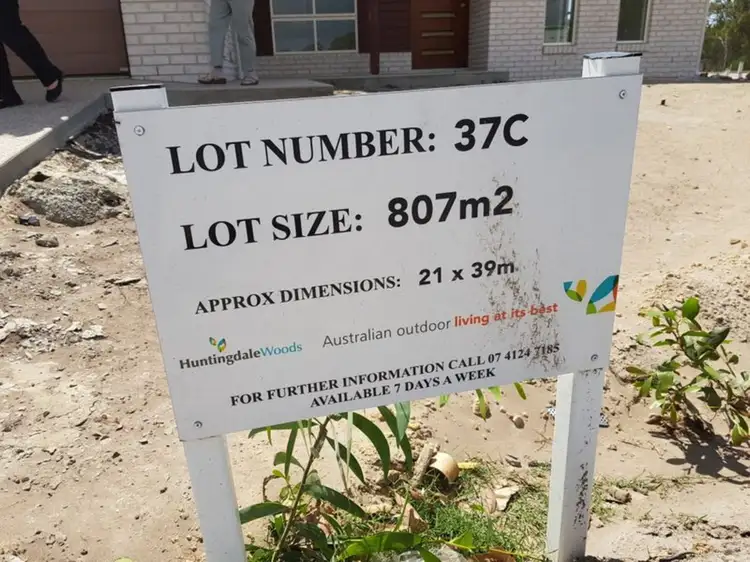 LOT NUMBER: 37C
LOT SIZE: 807m2
APPROX DIMENSIONS: 21 x 39m
HuntingdaleWoods Australian outdoor living at its best
FOR FURTHER INFORMATION CALL 07 4124 7185
AVAILABLE 7 DAYS A WEEK